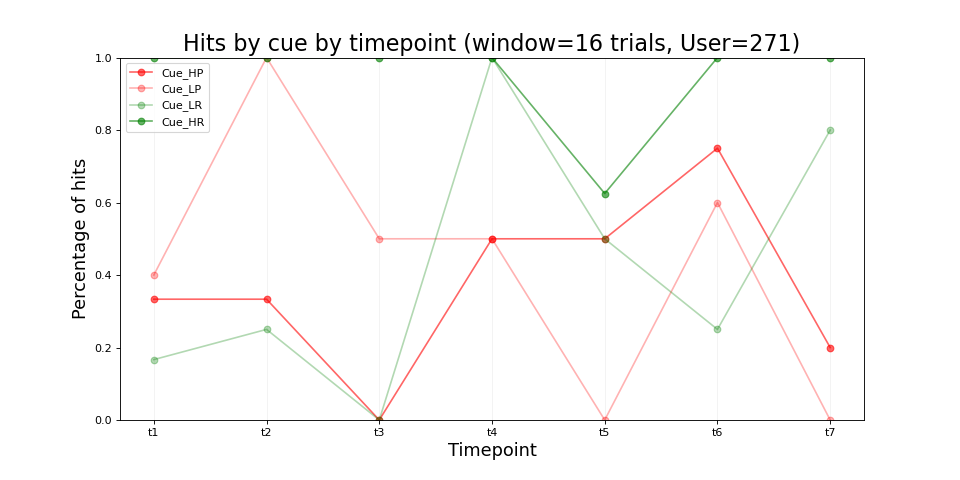 Hits by cue by timepoint (window=16 trials, User=271)
Percentage of hits
1.0
0.8
0.6
0.4
0.2
0.0
Cue_HP
Cue_LP
Cue_LR
Cue_HR
t1 t2 t3 t4 t5 t6 t7
Timepoint